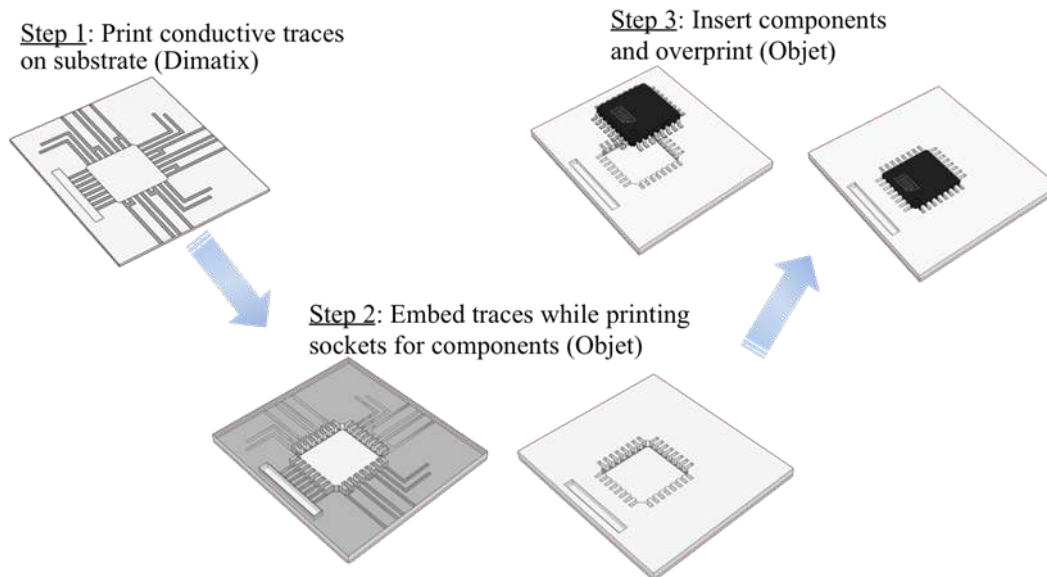 Step 1: Print conductive traces
on substrate (Dimatix)
Step 2: Embed traces while printing
sockets for components (Objet)
Step 3: Insert components
and overprint (Objet)